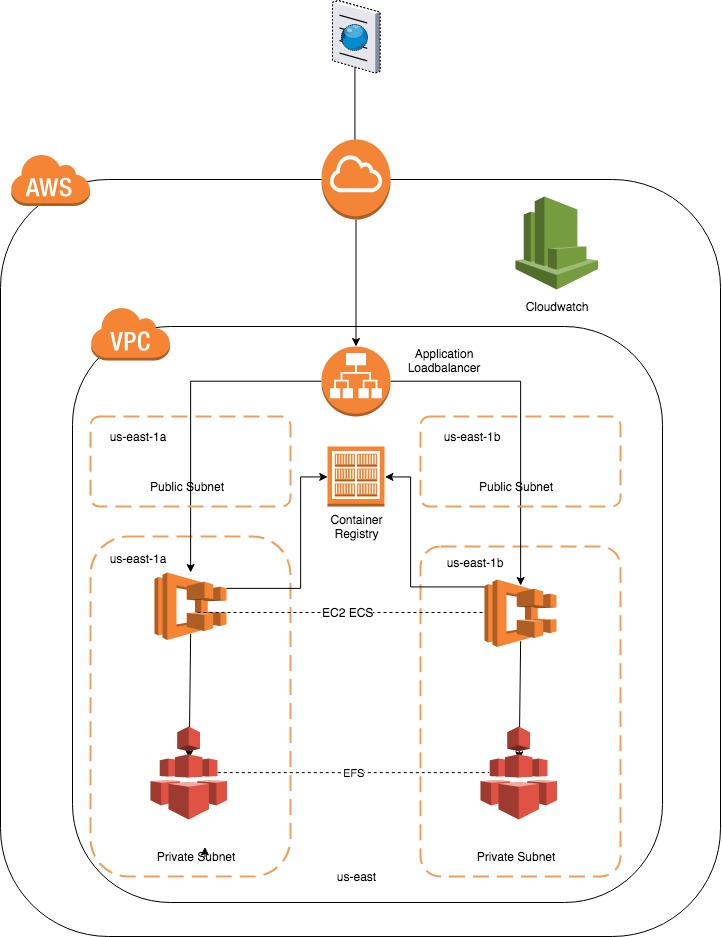 AWS
Cloudwatch
VPC
Application
Loadbalancer
us-east-1a
us-east-1b
Public Subnet
Public Subnet
Container
Registry
us-east-1a
us-east-1b
EC2 ECS
EFS
Private Subnet
Private Subnet
us-east